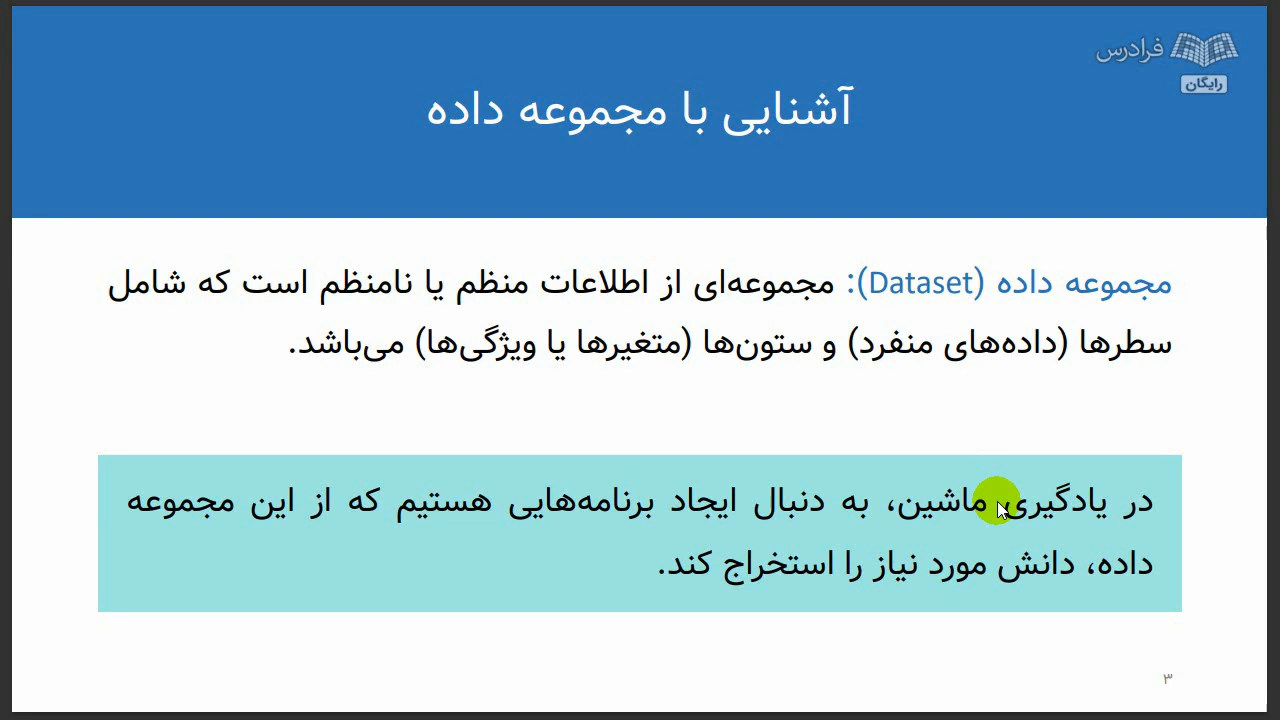 فرادرس
رایگان
آشنایی با مجموعه داده
مجموعه داده (Dataset): مجموعه‌ای از اطلاعات منظم یا نامنظم است که شامل
سطرها (داده‌های منفرد) و ستون‌ها (متغیرها یا ویژگی‌ها) می‌باشد.
در یادگیری ماشین، به دنبال ایجاد برنامه‌هایی هستیم که از این مجموعه
داده، دانش مورد نیاز را استخراج کند.
۳